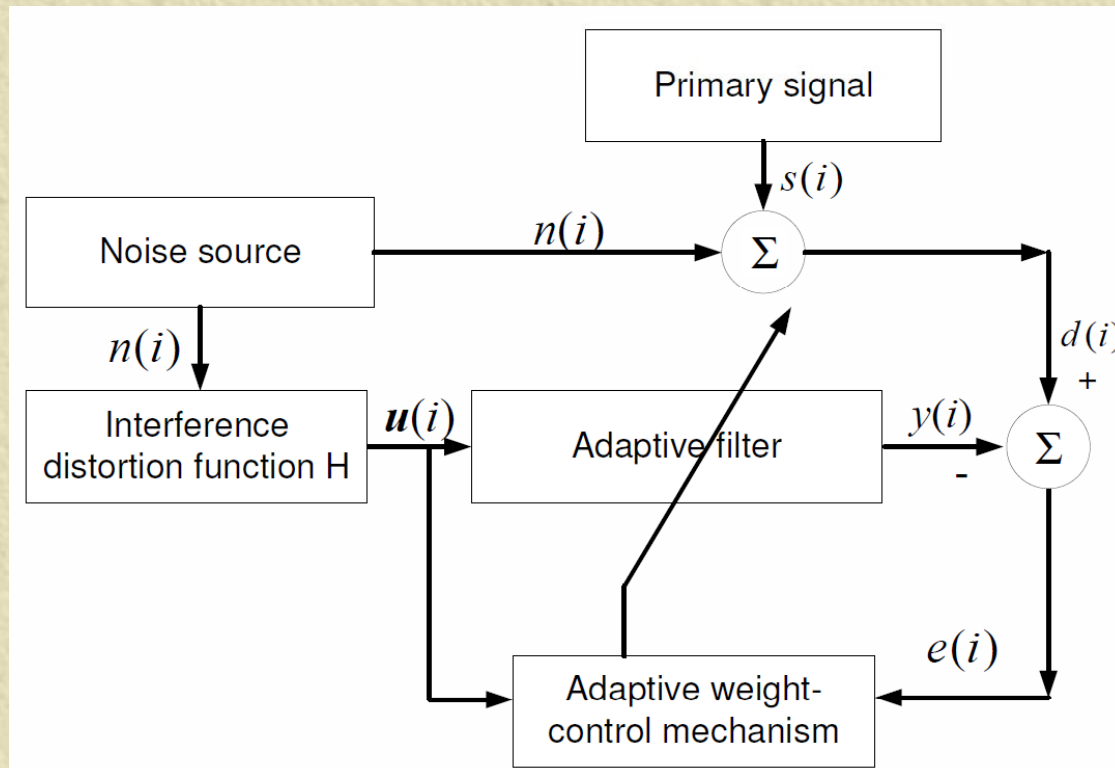 Primary signal
s(i)
Noise source
n(i)
Σ
n(i)
d(i)
+
Interference
distortion function H
u(i)
Adaptive filter
y(i)
-
Σ
e(i)
Adaptive weight-
control mechanism